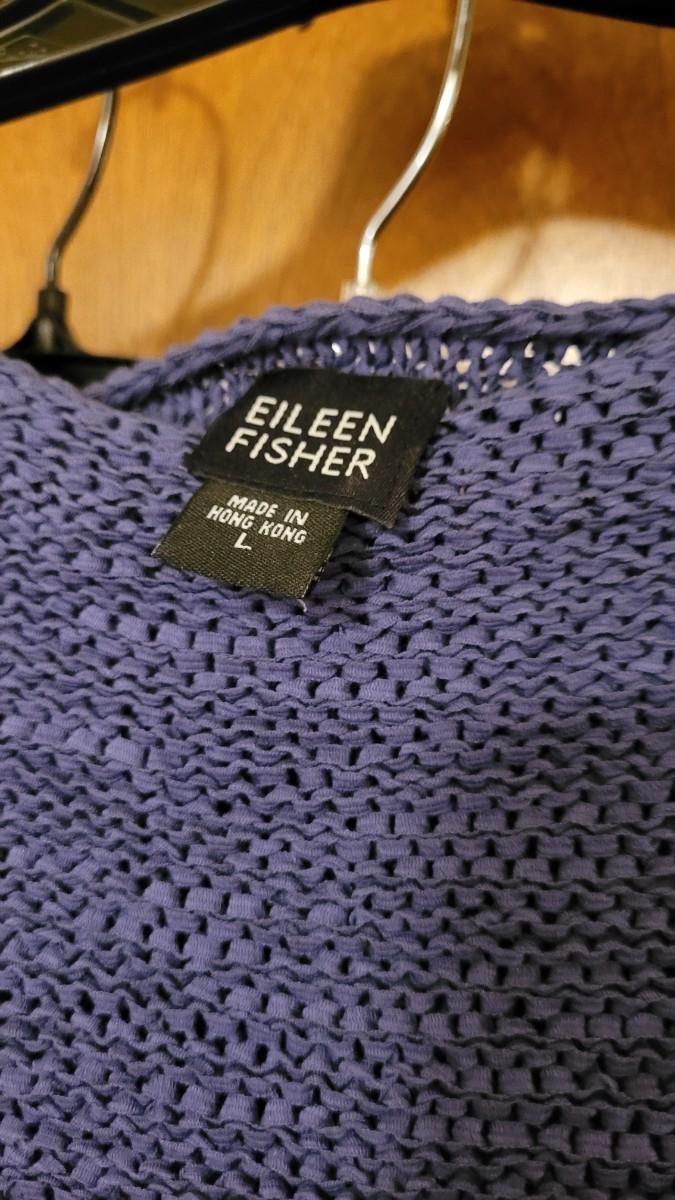 EILEEN
FISHER
MADE IN
HONG KONG
L